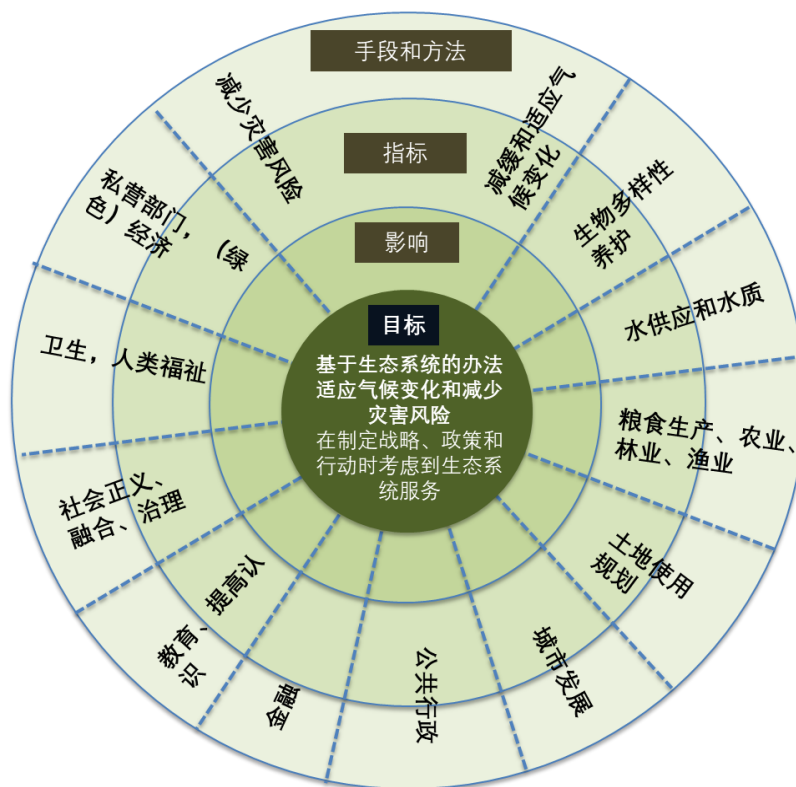 手段和方法
指标
影响
目标
基于生态系统的办法
适应气候变化和减少
灾害风险
在制定战略、政策和
行动时考虑到生态系
统服务
减缓和适应气
候变化
生物多样性
养护
水供应和水质
粮食生产、农业、
林业、渔业
土地使用
规划
城市发展
公共行政
金融
教育、提高认
识
社会正义、
融合、治理
卫生，人类福祉
私营部门，（绿
色）经济
减少灾害风险